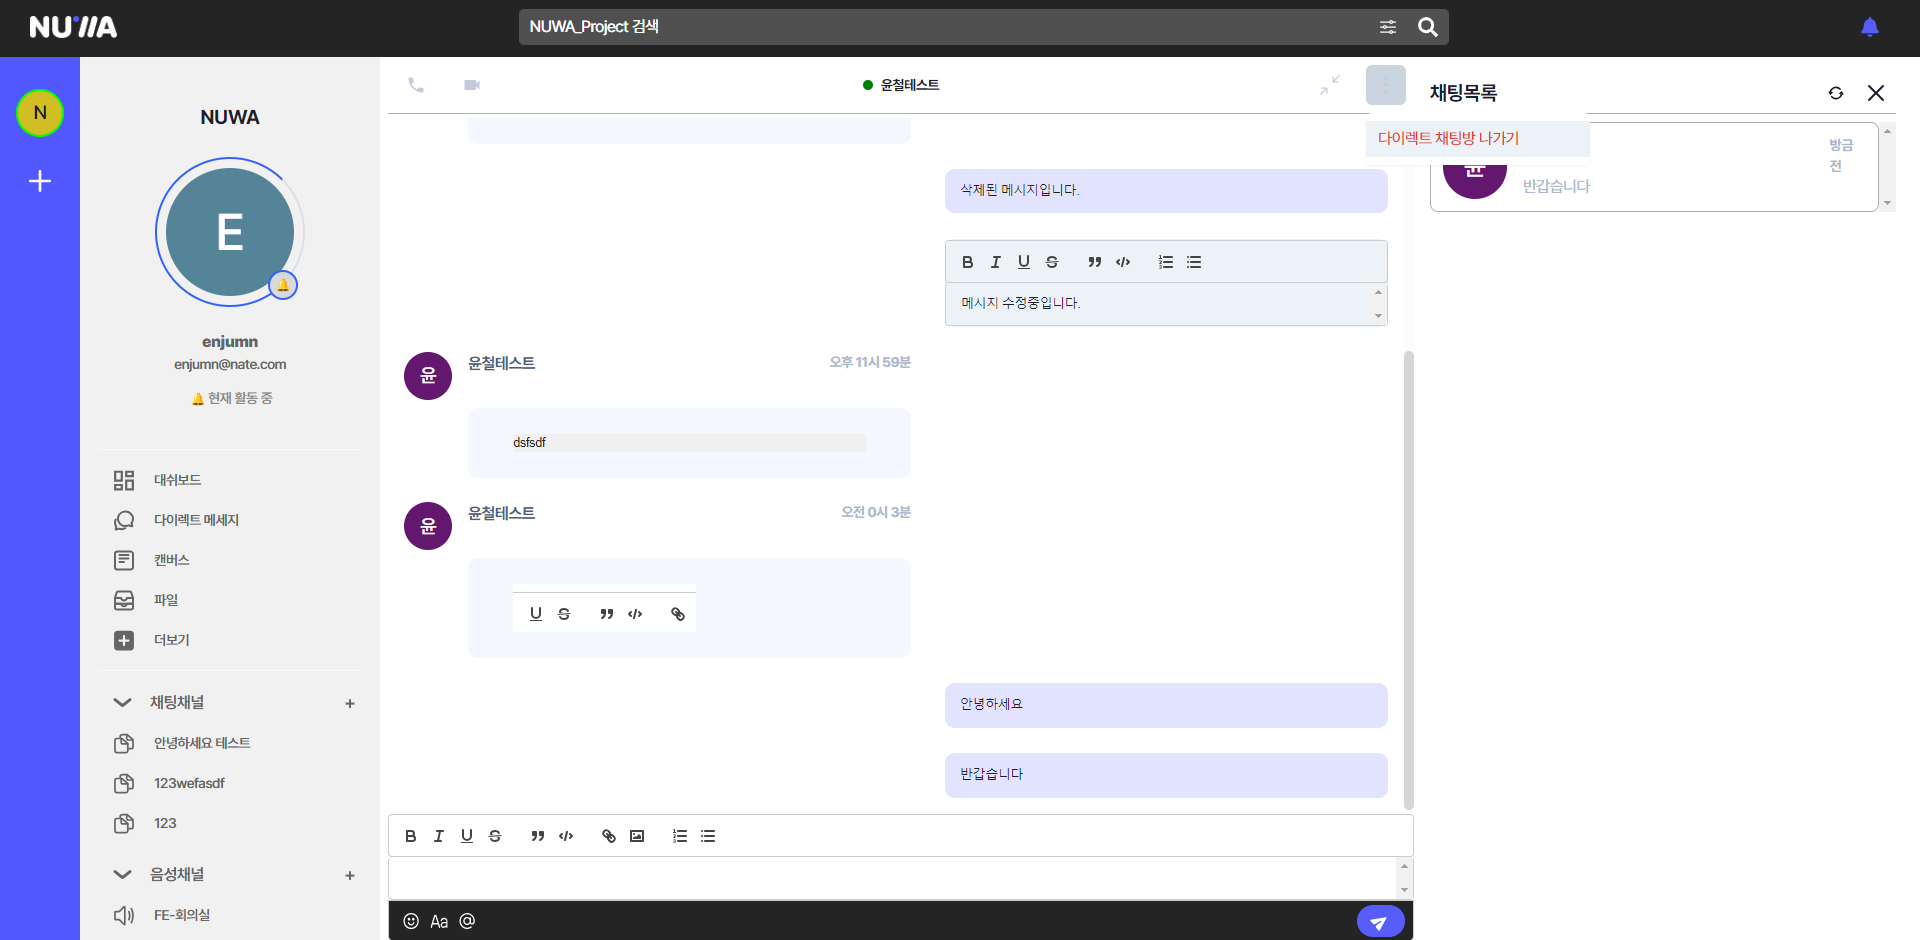 NUWA
NUWA_Project 검색
N
NUWA
E
enjumn
enjumn@nate.com
현재 활동 중
대쉬보드
다이렉트 메세지
캔버스
파일
더보기
채팅채널
안녕하세요 테스트
123wefasdf
123
음성채널
FE-회의실
윤철테스트
삭제된 메시지입니다.
B I U S
메시지 수정중입니다.
윤
윤철테스트
오후 11시 59분
dsfsdf
윤
윤철테스트
오전 0시 3분
U S
안녕하세요
반갑습니다
B I U S
Aa @
채팅목록
다이렉트 채팅방 나가기
윤
방금
전
반갑습니다